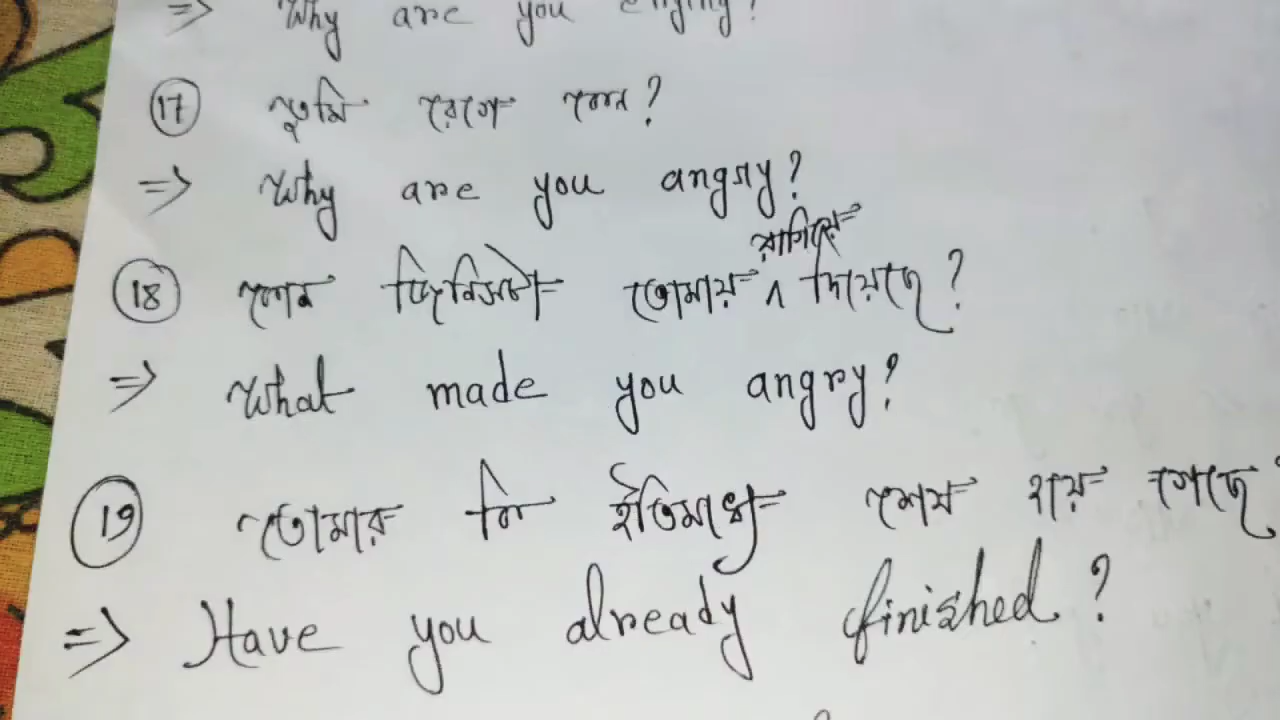 ⇒ Why are you crying?
(17) তুমি রেগে কেন?
⇒ Why are you angry?
(18) কোন জিনিসটা তোমায় রাগিয়ে দিয়েছে?
⇒ What made you angry?
(19) তোমার কি ইতিমধ্যে শেষ হয়ে গেছে?
⇒ Have you already finished?